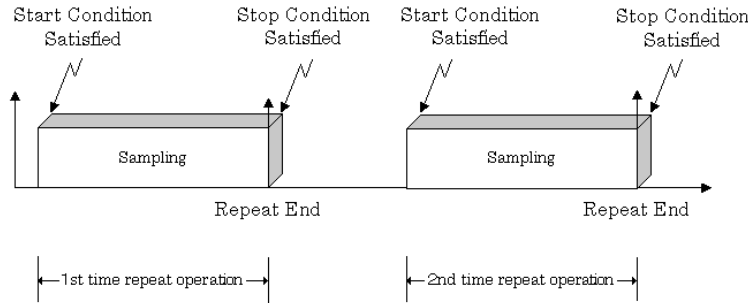 Start Condition
Satisfied
Stop Condition
Satisfied
Start Condition
Satisfied
Stop Condition
Satisfied
Sampling
Sampling
Repeat End
Repeat End
1st time repeat operation
2nd time repeat operation